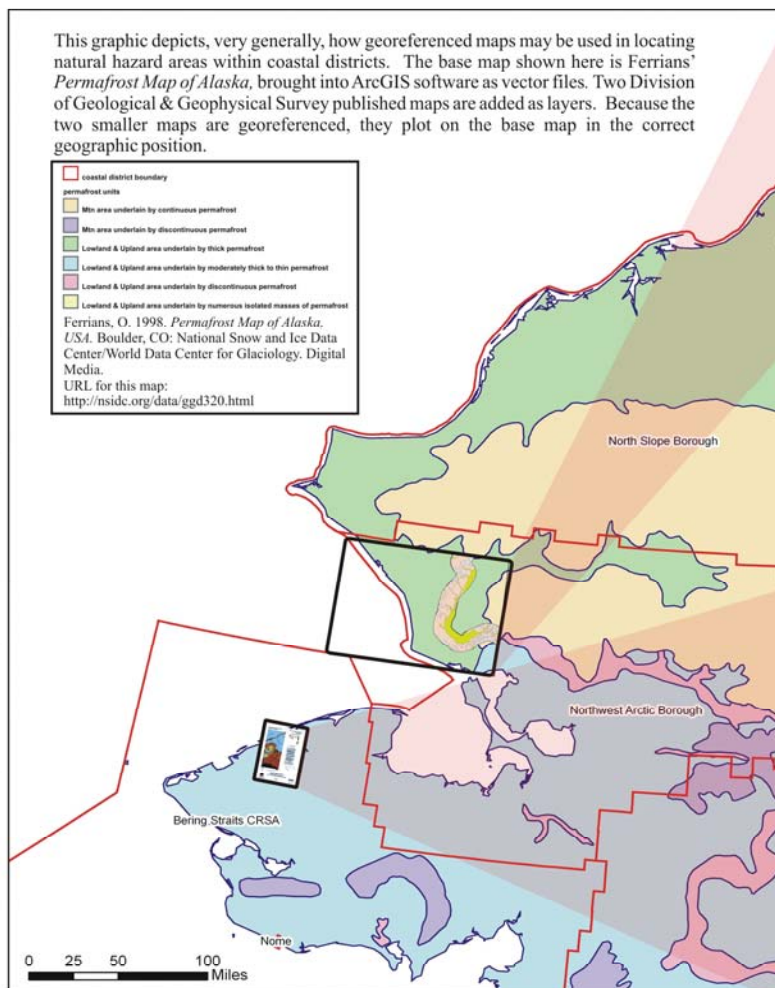 This graphic depicts, very generally, how georeferenced maps may be used in locating
natural hazard areas within coastal districts. The base map shown here is Ferrians'
Permafrost Map of Alaska, brought into ArcGIS software as vector files. Two Division
of Geological & Geophysical Survey published maps are added as layers. Because the
two smaller maps are georeferenced, they plot on the base map in the correct
geographic position.
coastal district boundary
permafrost units
Mtn area underlain by continuous permafrost
Mtn area underlain by discontinuous permafrost
Lowland & Upland area underlain by thick permafrost
Lowland & Upland area underlain by moderately thick to thin permafrost
Lowland & Upland area underlain by discontinuous permafrost
Lowland & Upland area underlain by numerous isolated masses of permafrost
Ferrians, O. 1998. Permafrost Map of Alaska,
USA. Boulder, CO: National Snow and Ice Data
Center/World Data Center for Glaciology. Digital
Media.
URL for this map:
http://nsidc.org/data/ggd320.html
North Slope Borough
Northwest Arctic Borough
Bering Straits CRSA
Nome
0 25 50 100
Miles